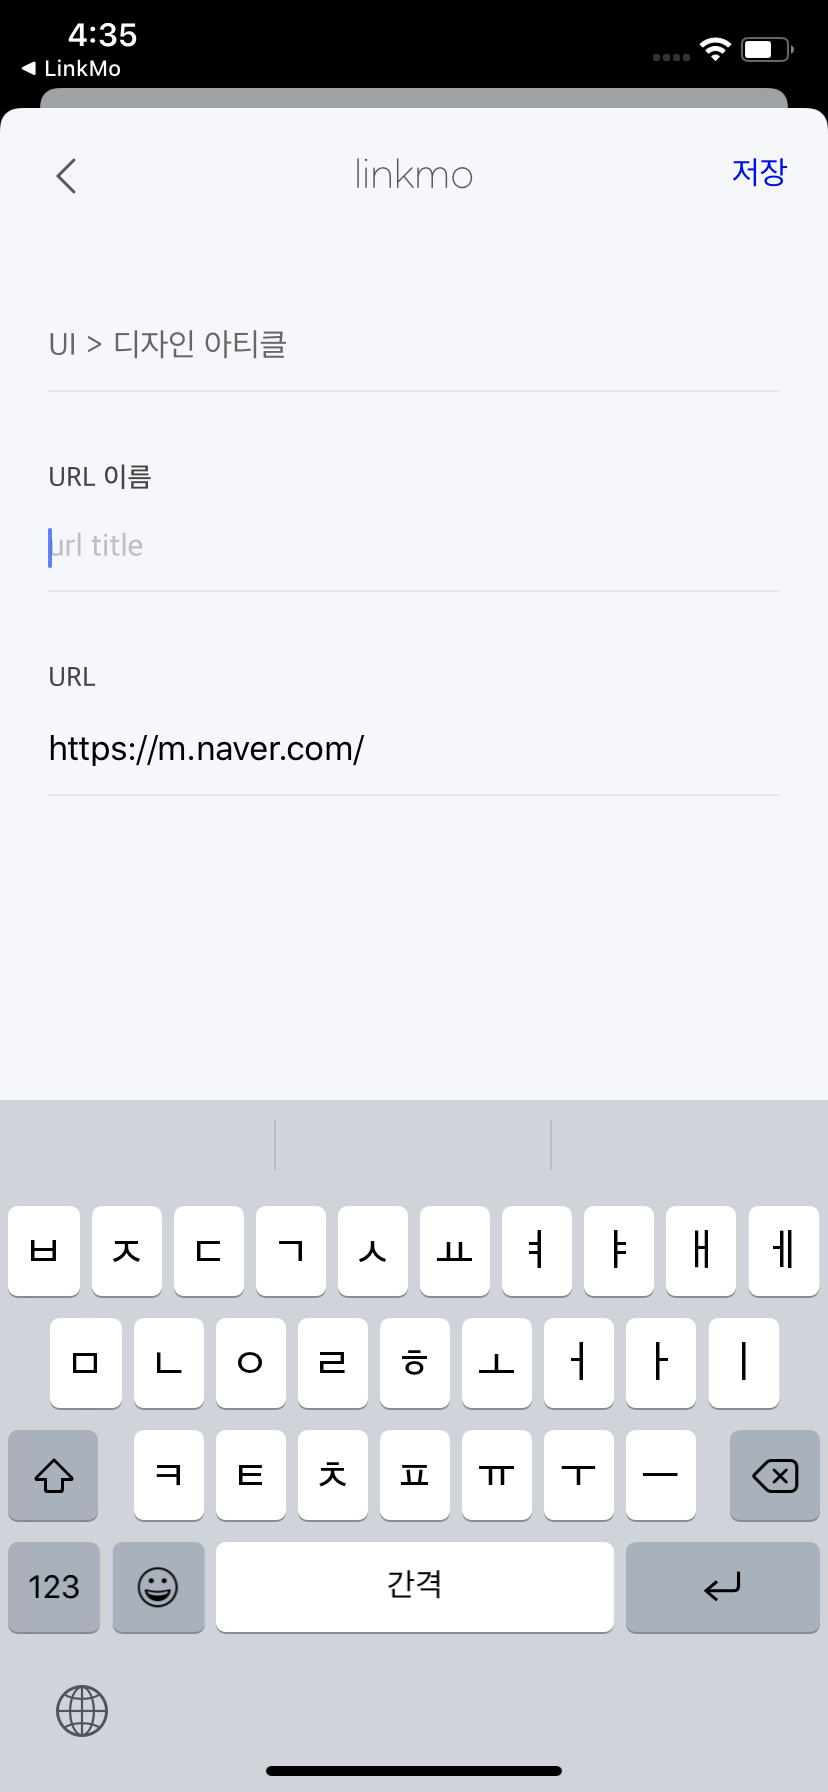 4:35
◀ LinkMo
linkmo
저장
UI > 디자인 아티클
URL 이름
url title
URL
https://m.naver.com/
ㅂ ㅈ ㄷ ㄱ ㅅ ㅛ ㅕ ㅑ ㅐ ㅔ
ㅁ ㄴ ㅇ ㄹ ㅎ ㅗ ㅓ ㅏ ㅣ
ㅋ ㅌ ㅊ ㅍ ㅠ ㅜ ㅡ
123 간격